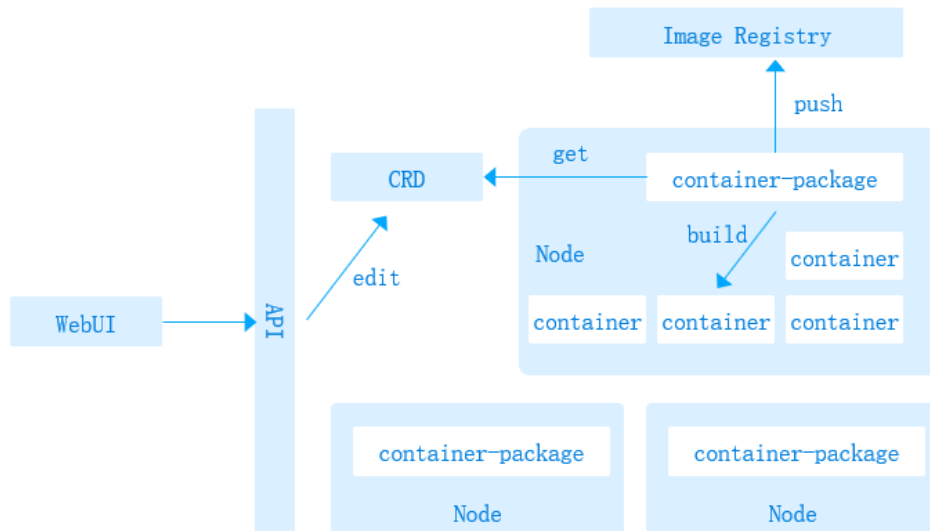 Image Registry
push
get
CRD
container-package
build
Node
container
edit
API
WebUI
container
container
container
container-package
container-package
Node
Node